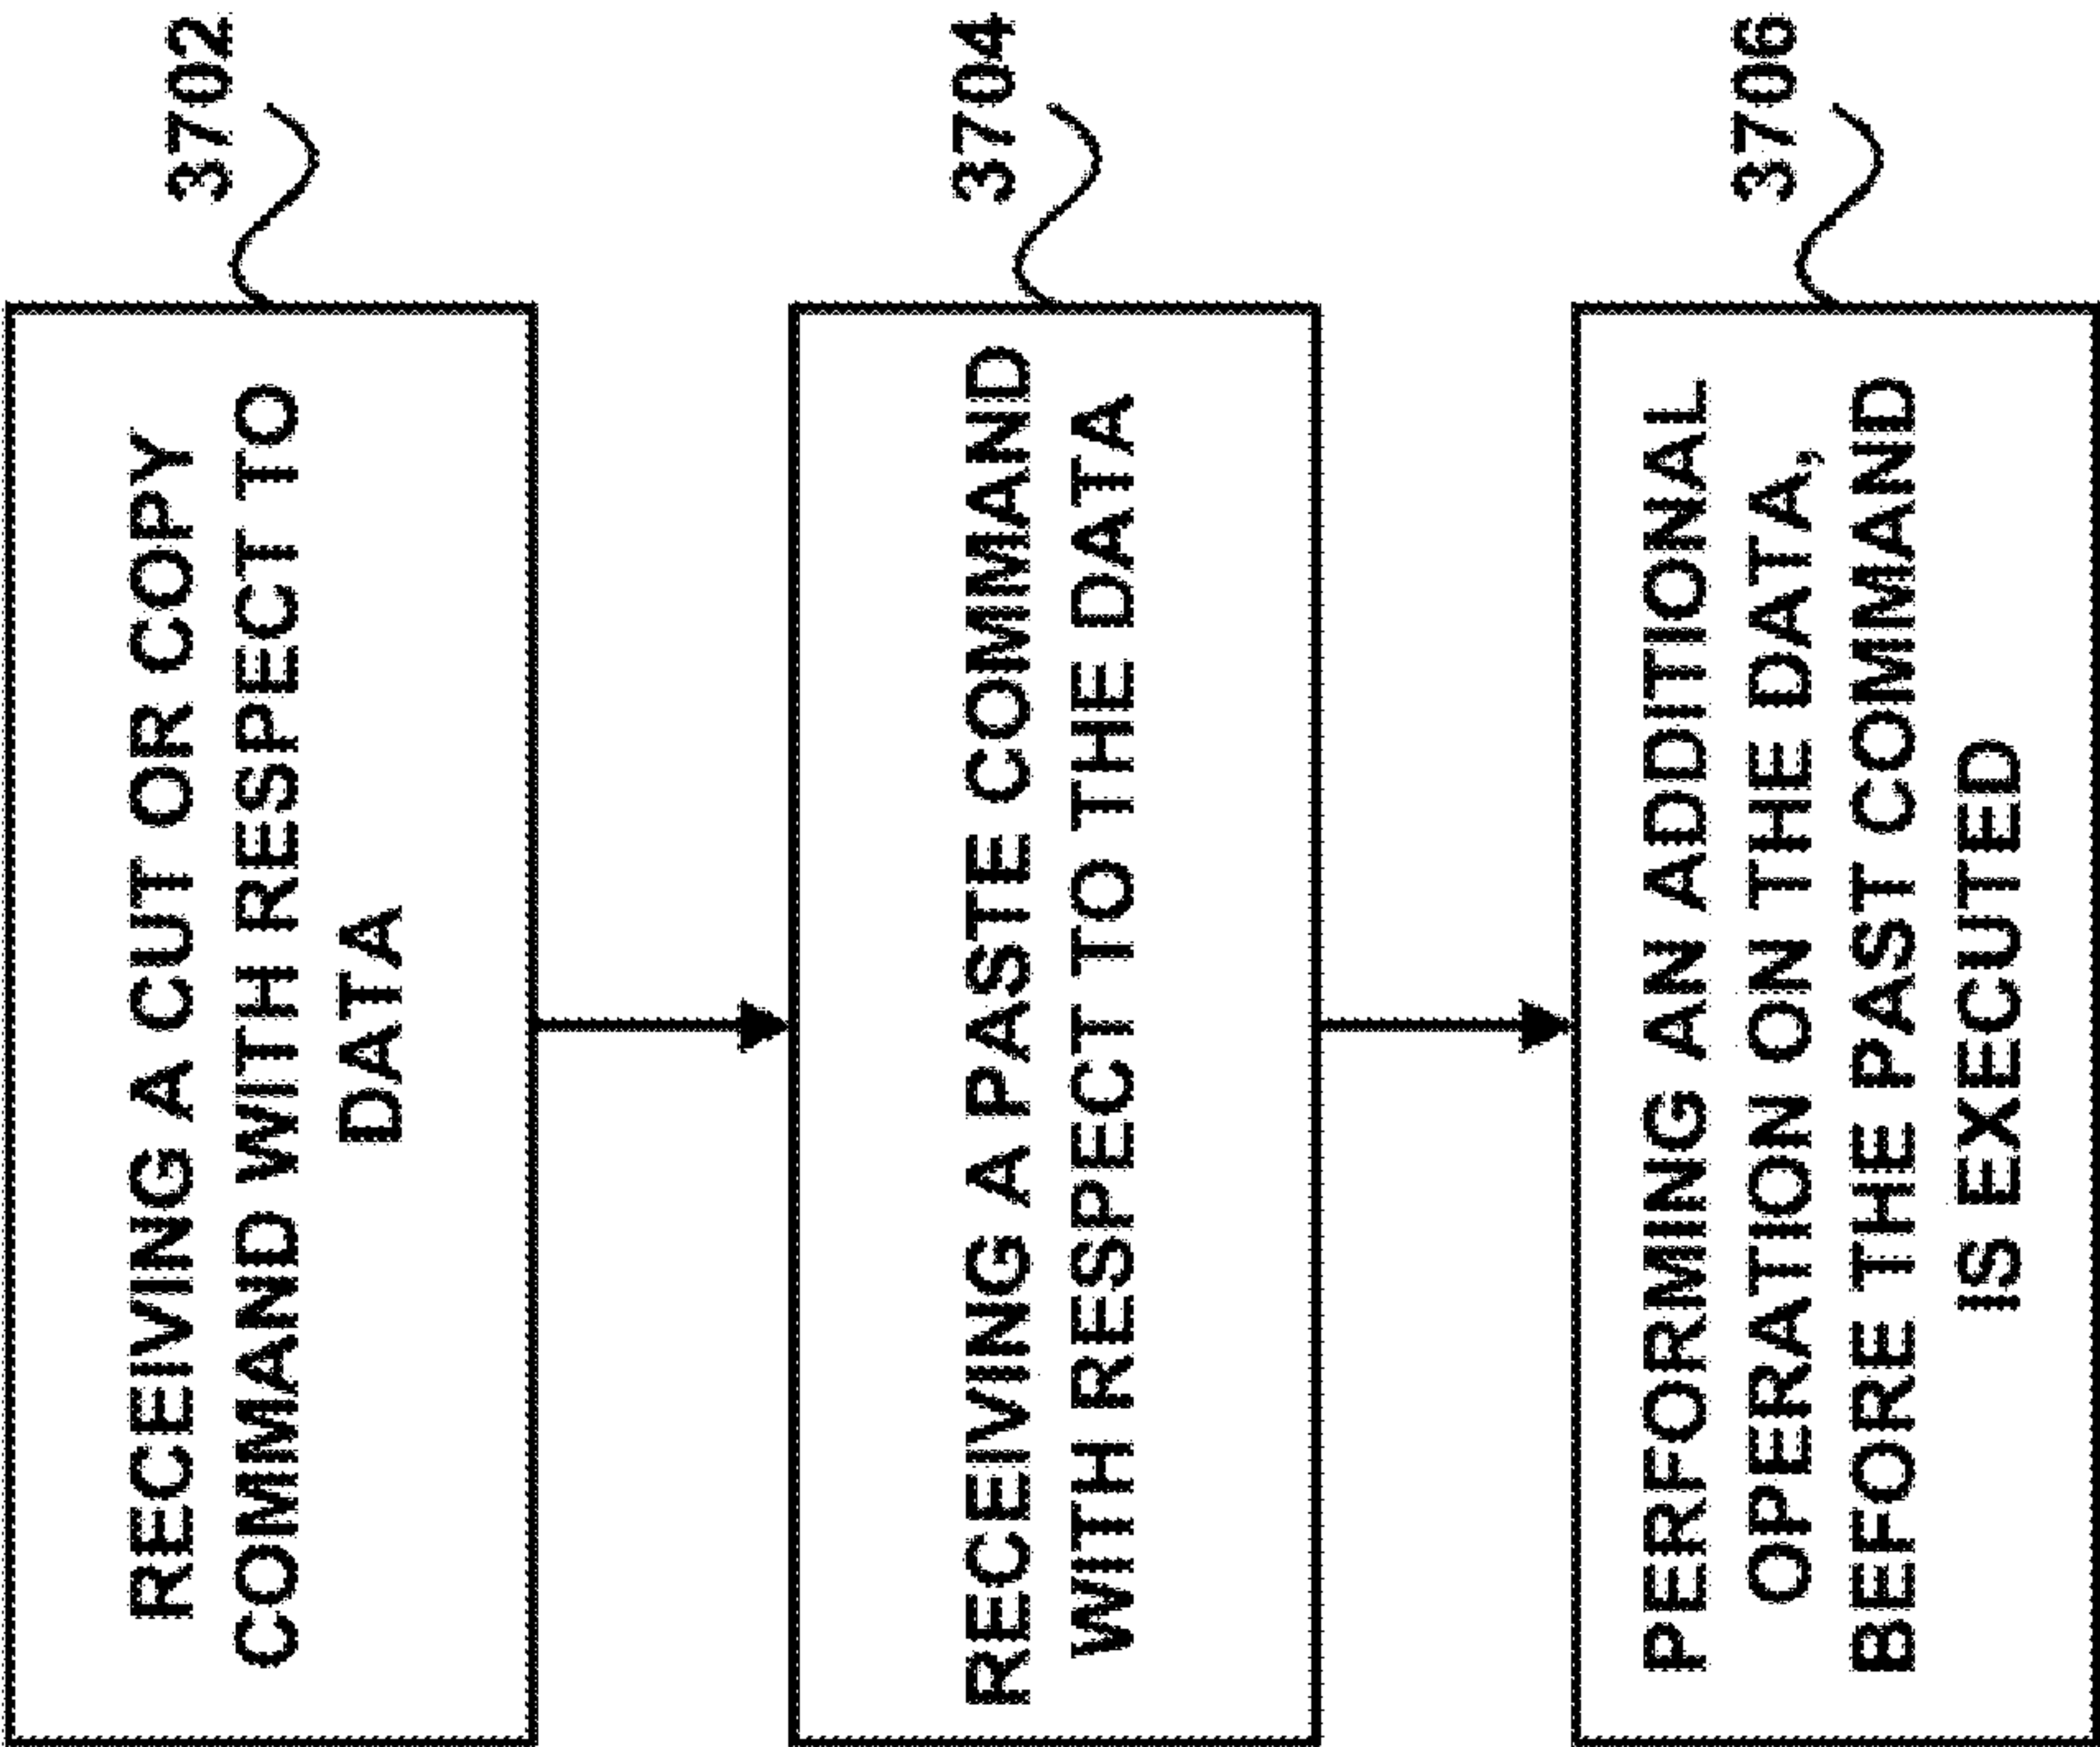 RECEIVING A CUT OR COPY
COMMAND WITH RESPECT TO
DATA
3702
RECEIVING A PASTE COMMAND
WITH RESPECT TO THE DATA
3704
PERFORMING AN ADDITIONAL
OPERATION ON THE DATA,
BEFORE THE PAST COMMAND
IS EXECUTED
3706